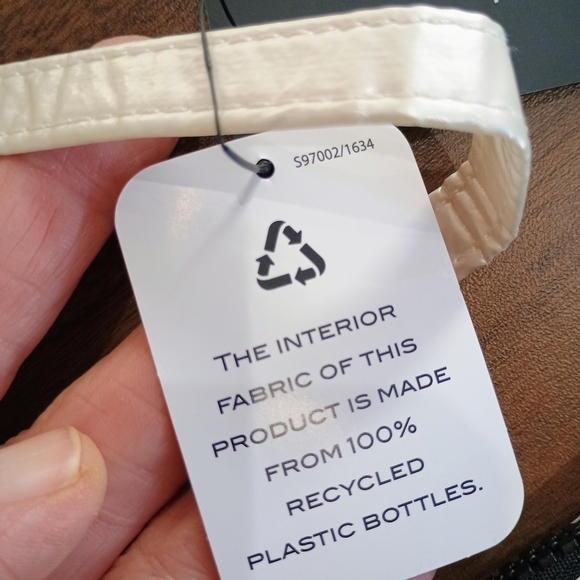 S97002/1634
THE INTERIOR
FABRIC OF THIS
PRODUCT IS MADE
FROM 100%
RECYCLED
PLASTIC BOTTLES.